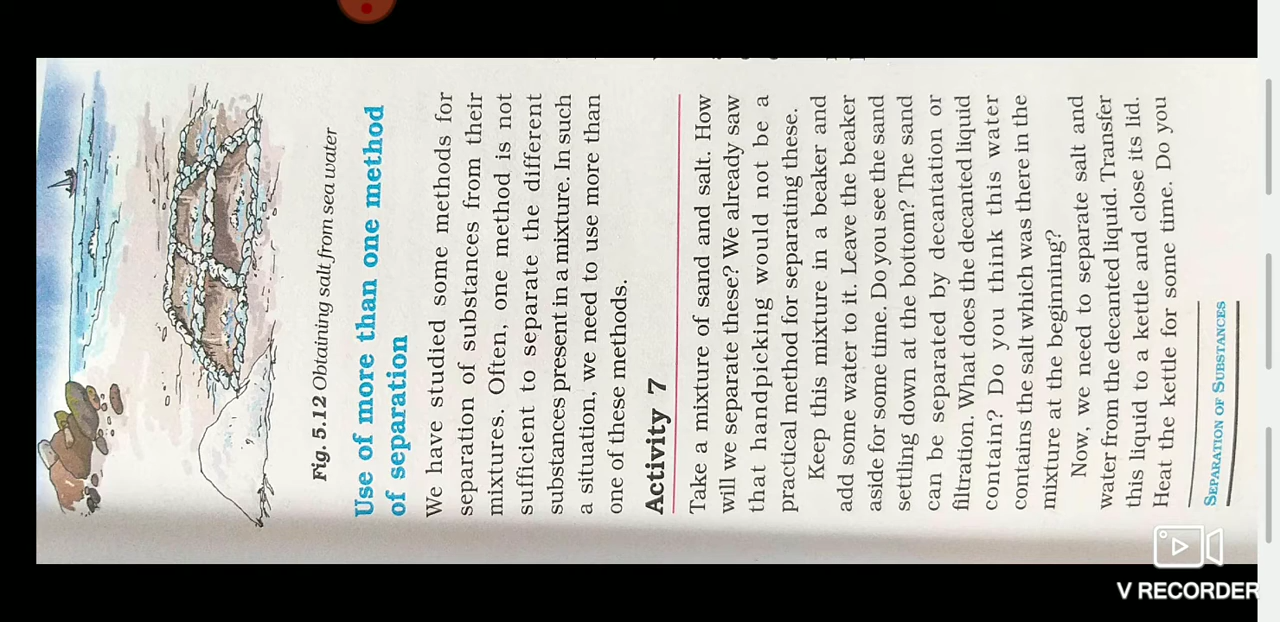 Fig. 5.12 Obtaining salt from sea water
Use of more than one method
of separation
We have studied some methods for
separation of substances from their
mixtures. Often, one method is not
sufficient to separate the different
substances present in a mixture. In such
a situation, we need to use more than
one of these methods.
Activity 7
Take a mixture of sand and salt. How
will we separate these? We already saw
that handpicking would not be a
practical method for separating these.
Keep this mixture in a beaker and
add some water to it. Leave the beaker
aside for some time. Do you see the sand
settling down at the bottom? The sand
can be separated by decantation or
filtration. What does the decanted liquid
contain? Do you think this water
contains the salt which was there in the
mixture at the beginning?
Now, we need to separate salt and
water from the decanted liquid. Transfer
this liquid to a kettle and close its lid.
Heat the kettle for some time. Do you
SEPARATION OF SUBSTANCES
V RECORDER